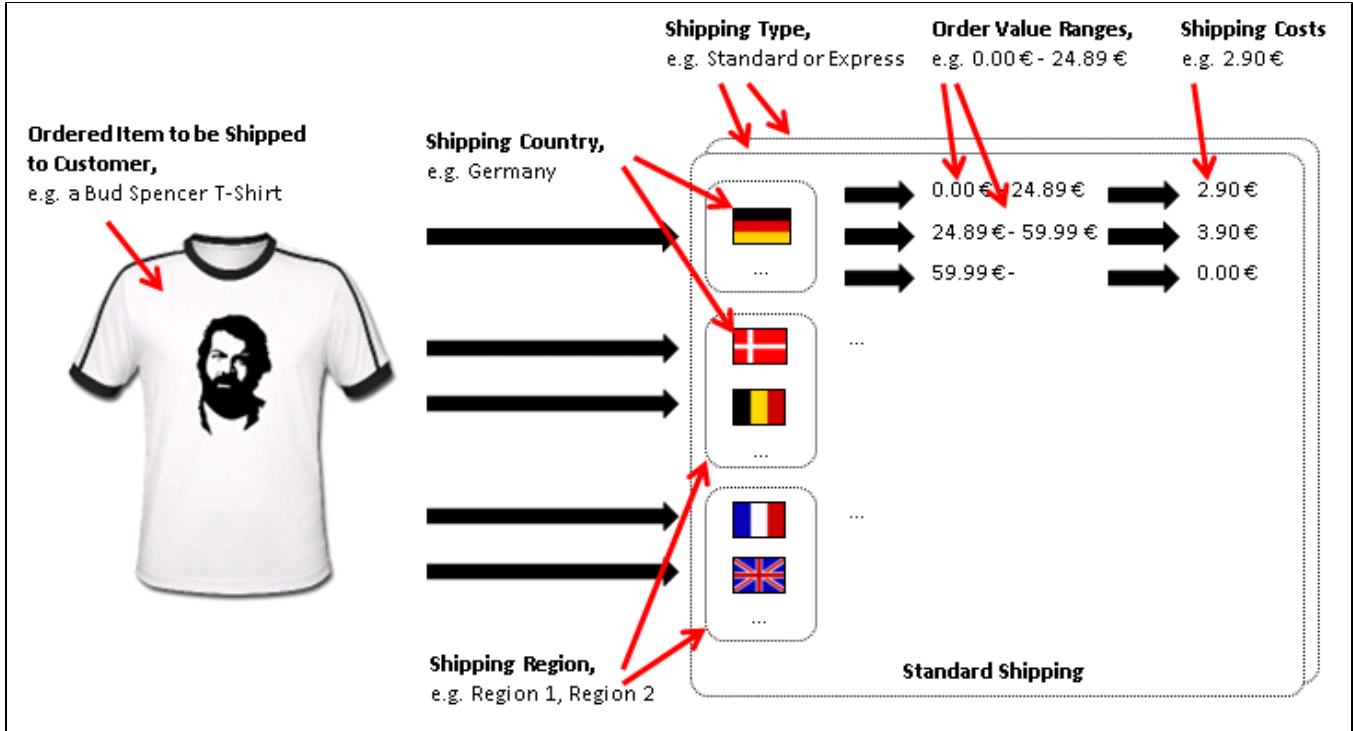 Shipping Type,
e.g. Standard or Express
Order Value Ranges,
e.g. 0.00 € - 24.89 €
Shipping Costs
e.g. 2.90 €
Ordered Item to be Shipped
to Customer,
e.g. a Bud Spencer T-Shirt
Shipping Country,
e.g. Germany
0.00 € - 24.89 €
2.90 €
24.89 € - 59.99 €
3.90 €
...
59.99 € -
0.00 €
...
...
...
...
Shipping Region,
e.g. Region 1, Region 2
Standard Shipping